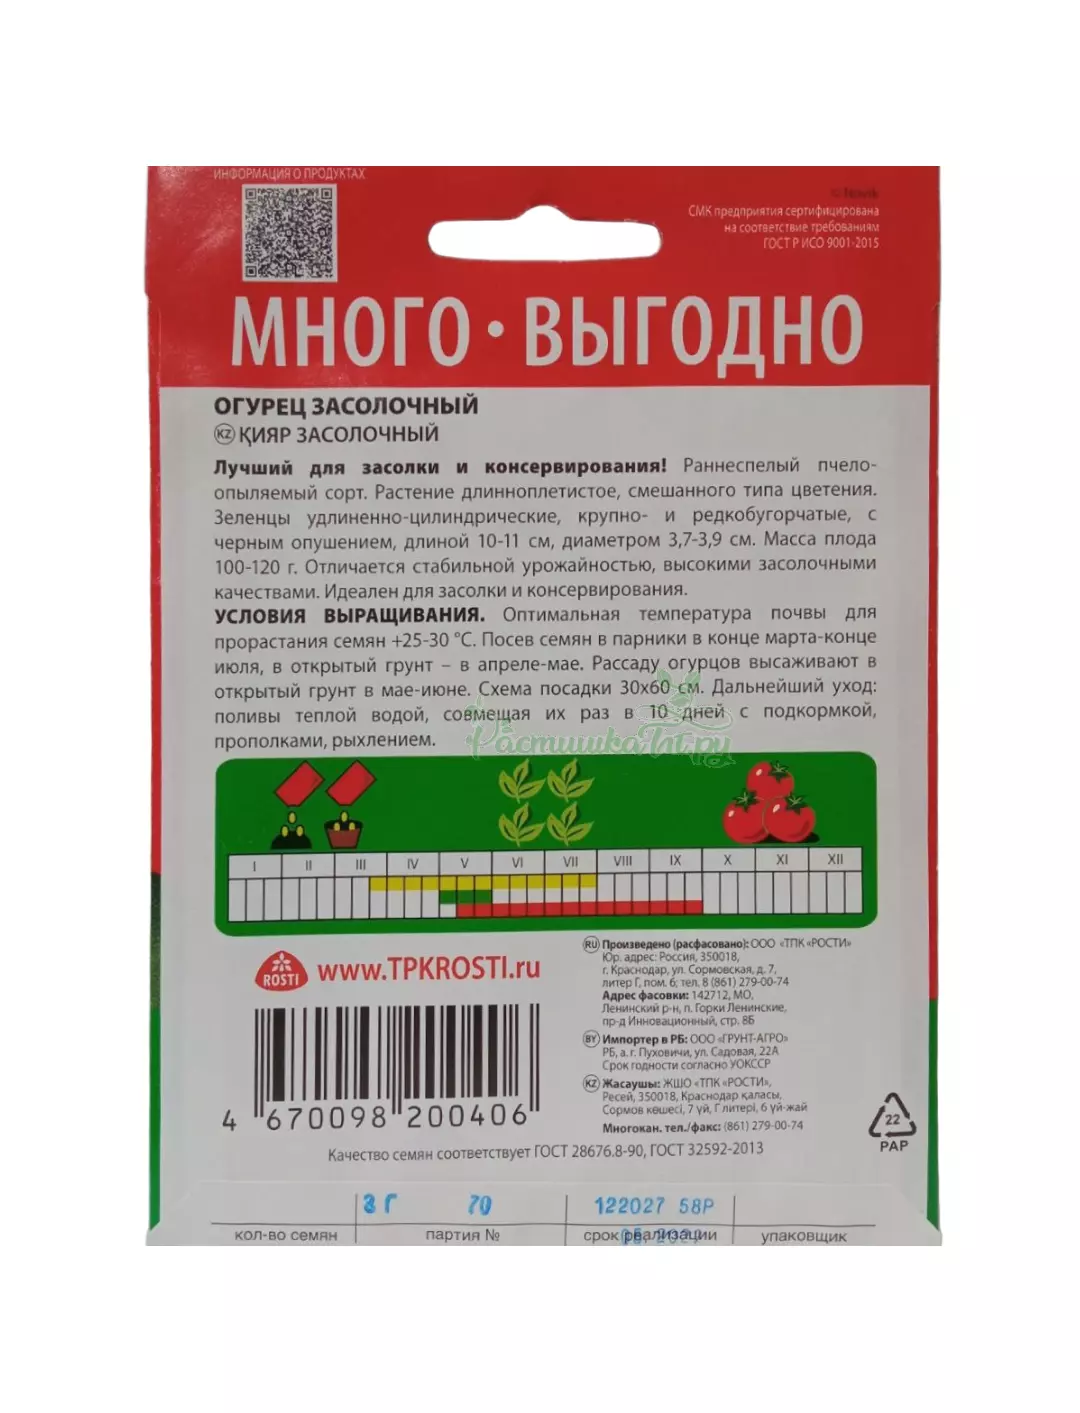 ИНФОРМАЦИЯ О ПРОДУКТАХ
СМК предприятия сертифицирована
на соответствие требованиям
ГОСТ Р ИСО 9001-2015
МНОГО • ВЫГОДНО
ОГУРЕЦ ЗАСОЛОЧНЫЙ
KZ ҚИЯР ЗАСОЛОЧНЫЙ
Лучший для засолки и консервирования! Раннеспелый пчело-
опыляемый сорт. Растение длинноплетистое, смешанного типа цветения.
Зеленцы удлиненно-цилиндрические, крупно- и редкобугорчатые, с
черным опушением, длиной 10-11 см, диаметром 3,7-3,9 см. Масса плода
100-120 г. Отличается стабильной урожайностью, высокими засолочными
качествами. Идеален для засолки и консервирования.
УСЛОВИЯ ВЫРАЩИВАНИЯ. Оптимальная температура почвы для
прорастания семян +25-30 °С. Посев семян в парники в конце марта-конце
июля, в открытый грунт – в апреле-мае. Рассаду огурцов высаживают в
открытый грунт в мае-июне. Схема посадки 30х60 см. Дальнейший уход:
поливы теплой водой, совмещая их раз в 10 дней с подкормкой,
прополками, рыхлением.
РастишкаТН.ру
I II III IV V VI VII VIII IX X XI XII
ROSTI www.TPKROSTI.ru
RU Произведено (расфасовано): ООО «ТПК «РОСТИ»
Юр. адрес: Россия, 350018,
г. Краснодар, ул. Сормовская, д. 7,
литер Г, пом. 6; тел. 8 (861) 279-00-74
Адрес фасовки: 142712, МО,
Ленинский р-н, п. Горки Ленинские,
пр-д Инновационный, стр. 8Б
BY Импортер в РБ: ООО «ГРУНТ-АГРО»
РБ, а. г. Пуховичи, ул. Садовая, 22А
Срок годности согласно УОКССР
KZ Жасаушы: ЖШО «ТПК «РОСТИ»,
Ресей, 350018, Краснодар қаласы,
Сормов көшесі, 7 үй, Г литері, 6 үй-жай
Многокан. тел./факс: (861) 279-00-74
4 670098 200406
22
PAP
Качество семян соответствует ГОСТ 28676.8-90, ГОСТ 32592-2013
3 Г 70 122027 58Р
кол-во семян партия № срок реализации упаковщик